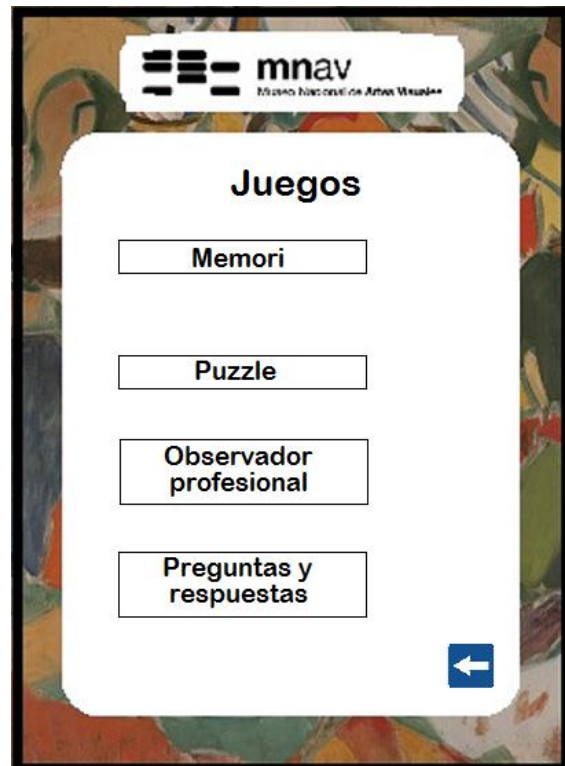 mnav
Museo Nacional de Artes Visuales
Juegos
Memori
Puzzle
Observador
profesional
Preguntas y
respuestas